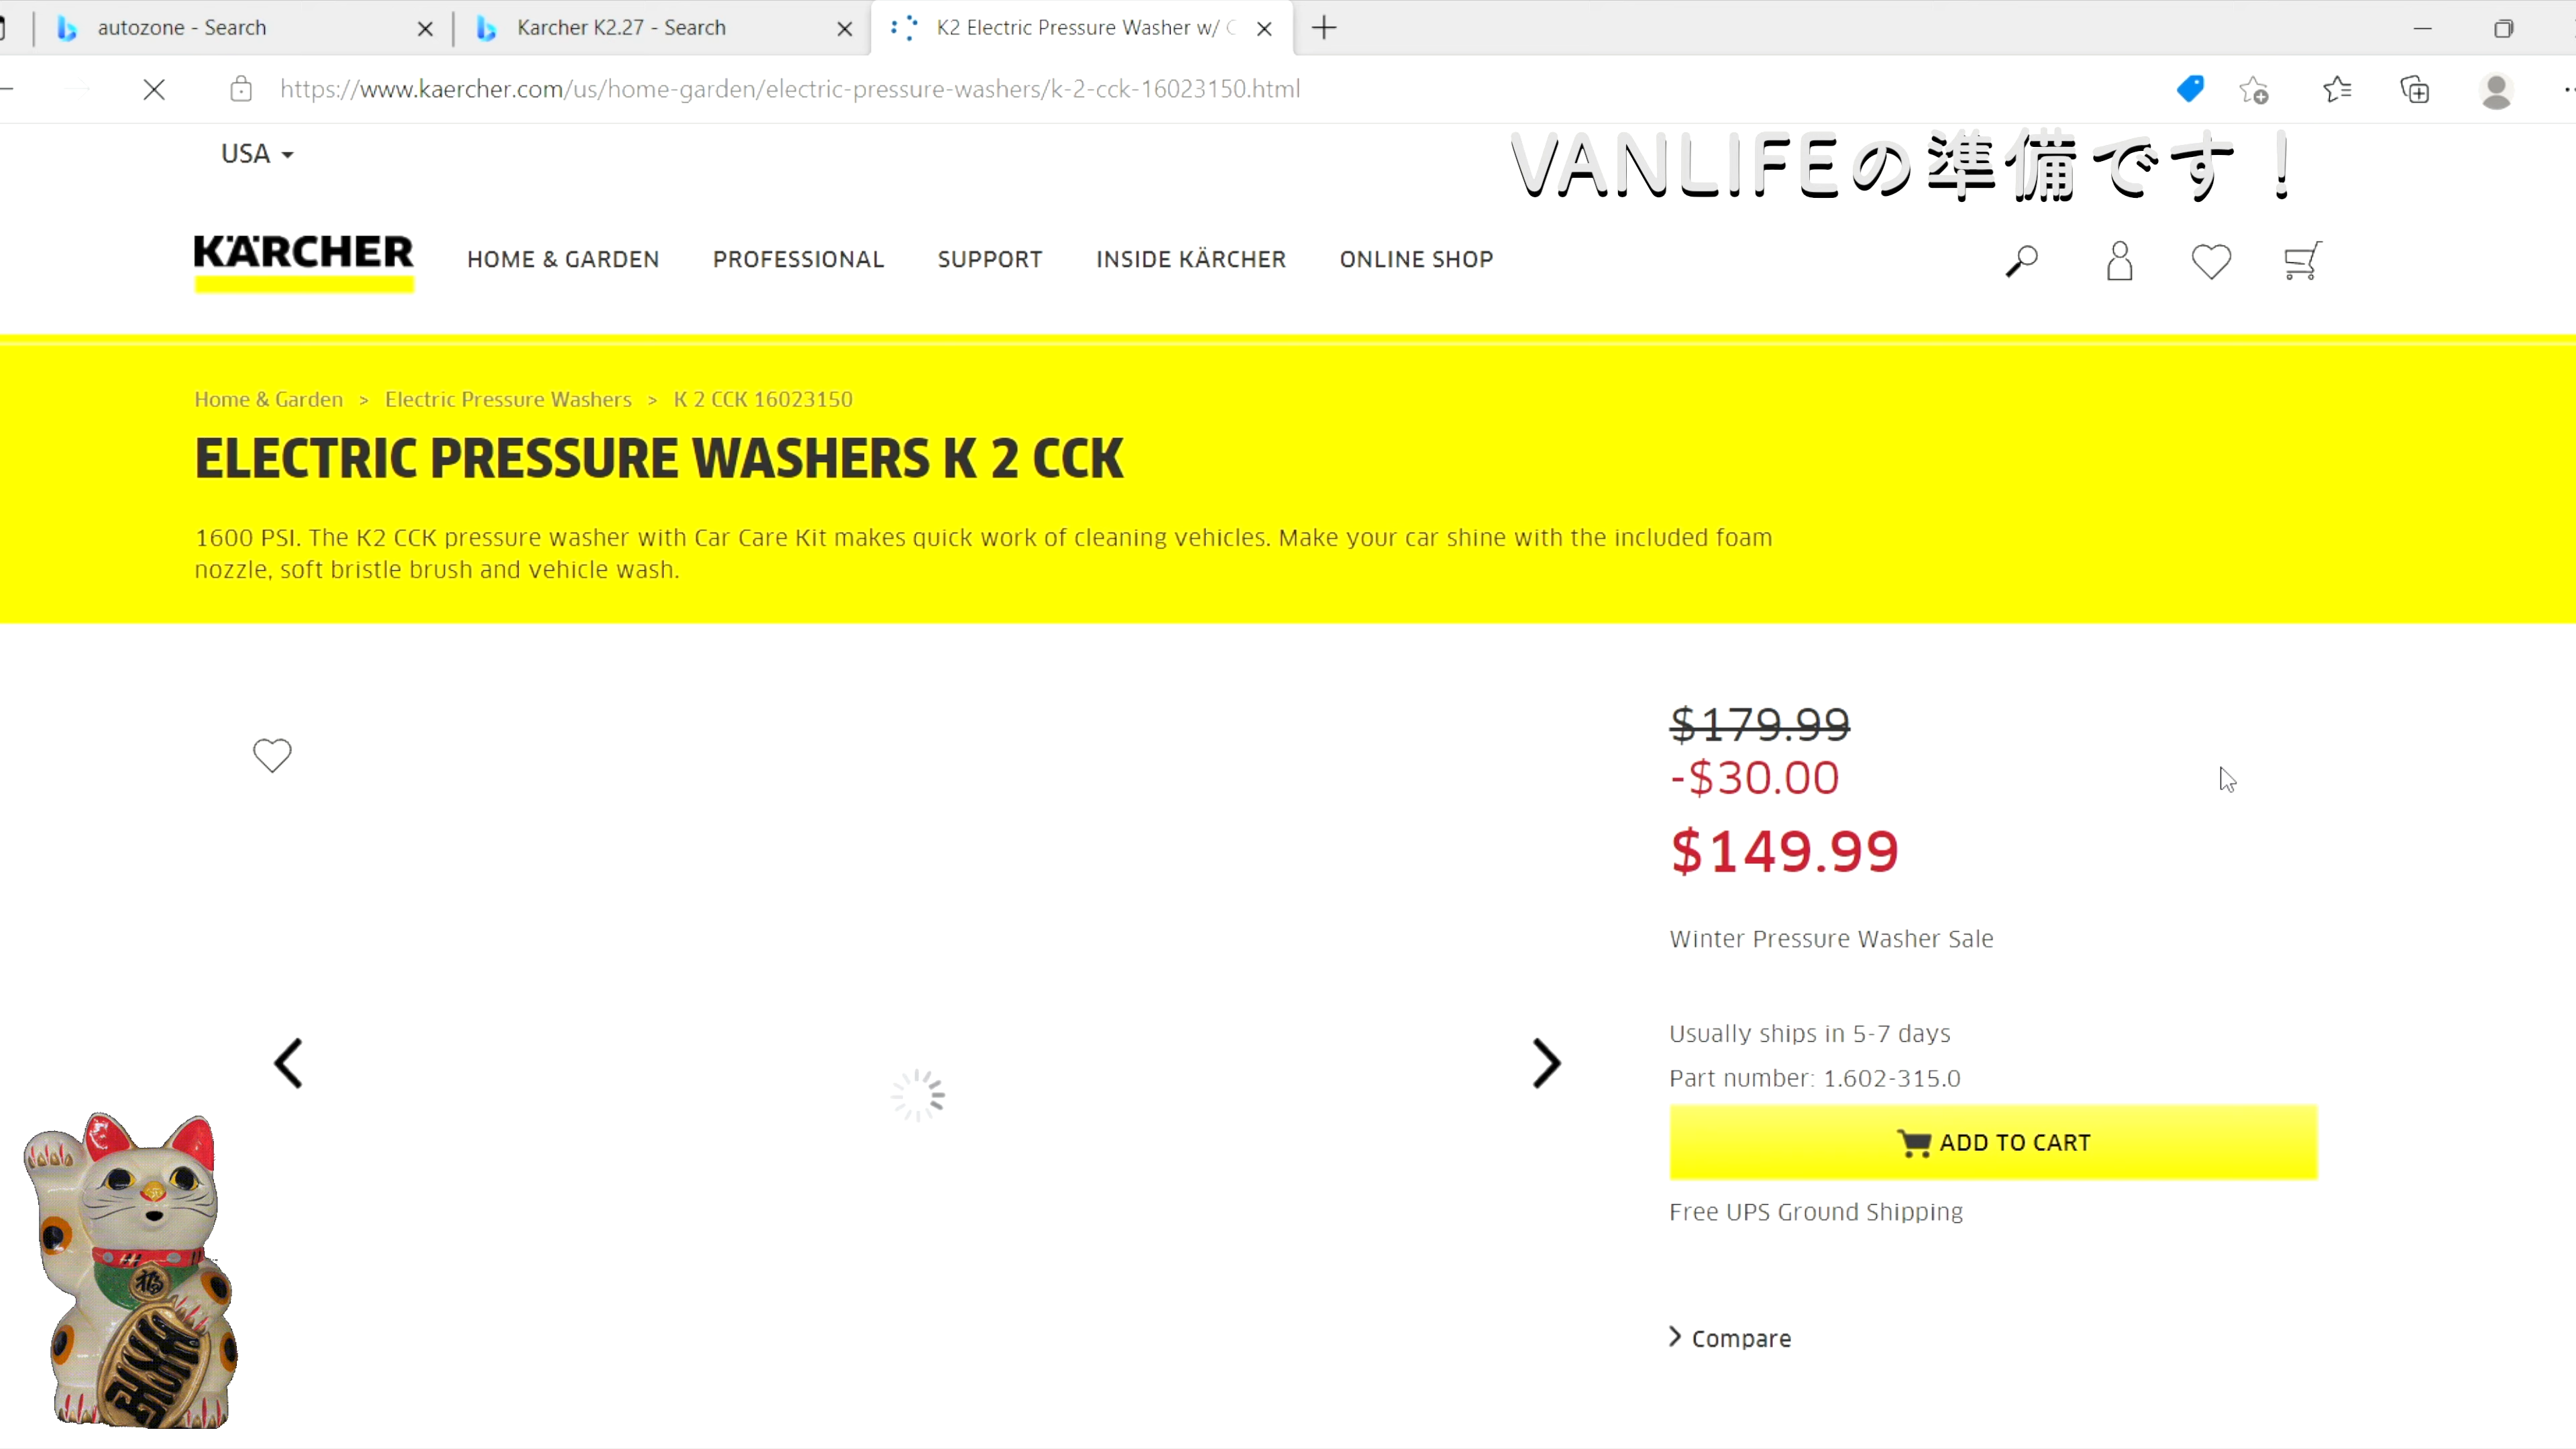 autozone - Search
Karcher K2.27 - Search
K2 Electric Pressure Washer w/
https://www.kaercher.com/us/home-garden/electric-pressure-washers/k-2-cck-16023150.html
USA
VANLIFEの準備です！
KÄRCHER
HOME & GARDEN
PROFESSIONAL
SUPPORT
INSIDE KÄRCHER
ONLINE SHOP
Home & Garden > Electric Pressure Washers > K 2 CCK 16023150
ELECTRIC PRESSURE WASHERS K 2 CCK
1600 PSI. The K2 CCK pressure washer with Car Care Kit makes quick work of cleaning vehicles. Make your car shine with the included foam
nozzle, soft bristle brush and vehicle wash.
$179.99
-$30.00
$149.99
Winter Pressure Washer Sale
Usually ships in 5-7 days
Part number: 1.602-315.0
ADD TO CART
Free UPS Ground Shipping
Compare
福